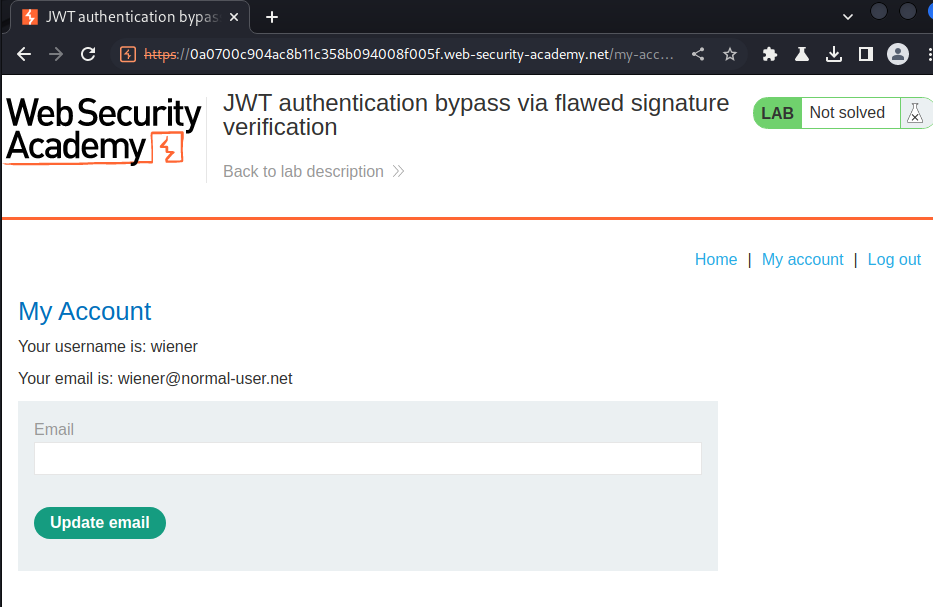 JWT authentication bypas
https://0a0700c904ac8b11c358b094008f005f.web-security-academy.net/my-acc...
Web Security
Academy
JWT authentication bypass via flawed signature
verification
Back to lab description
LAB Not solved
Home | My account | Log out
My Account
Your username is: wiener
Your email is: wiener@normal-user.net
Email
Update email